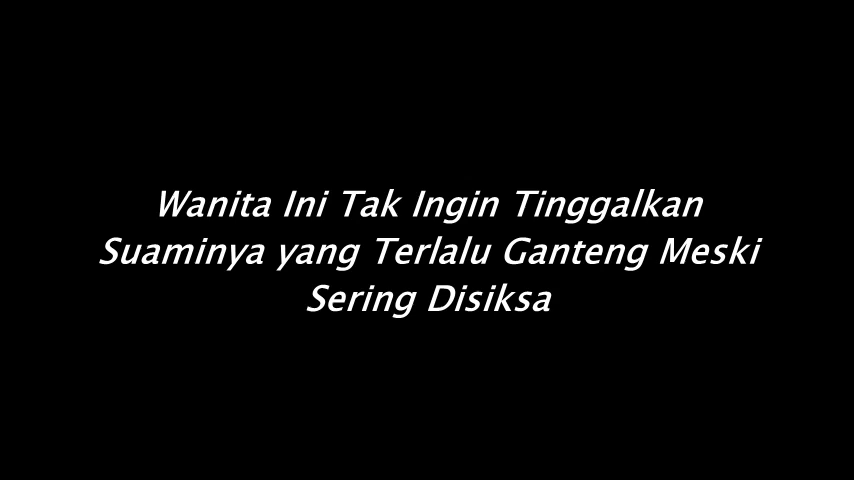 Wanita Ini Tak Ingin Tinggalkan
Suaminya yang Terlalu Ganteng Meski
Sering Disiksa